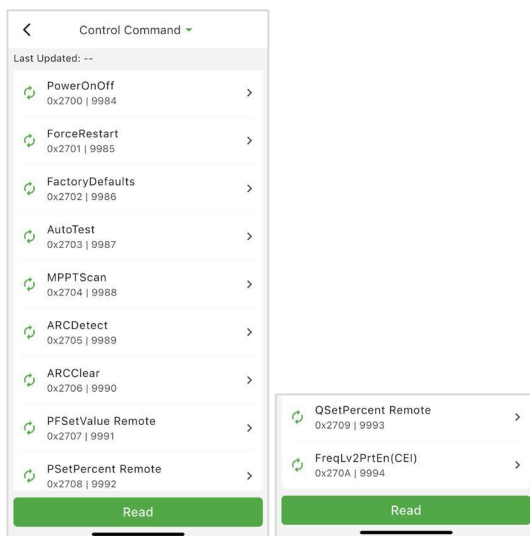 Control Command
Last Updated: --
PowerOnOff
0x2700 | 9984
ForceRestart
0x2701 | 9985
FactoryDefaults
0x2702 | 9986
AutoTest
0x2703 | 9987
MPPTScan
0x2704 | 9988
ARCDetect
0x2705 | 9989
ARCClear
0x2706 | 9990
PFSetValue Remote
0x2707 | 9991
PSetPercent Remote
0x2708 | 9992
Read
QSetPercent Remote
0x2709 | 9993
FreqLv2PrtEn(CEI)
0x270A | 9994
Read